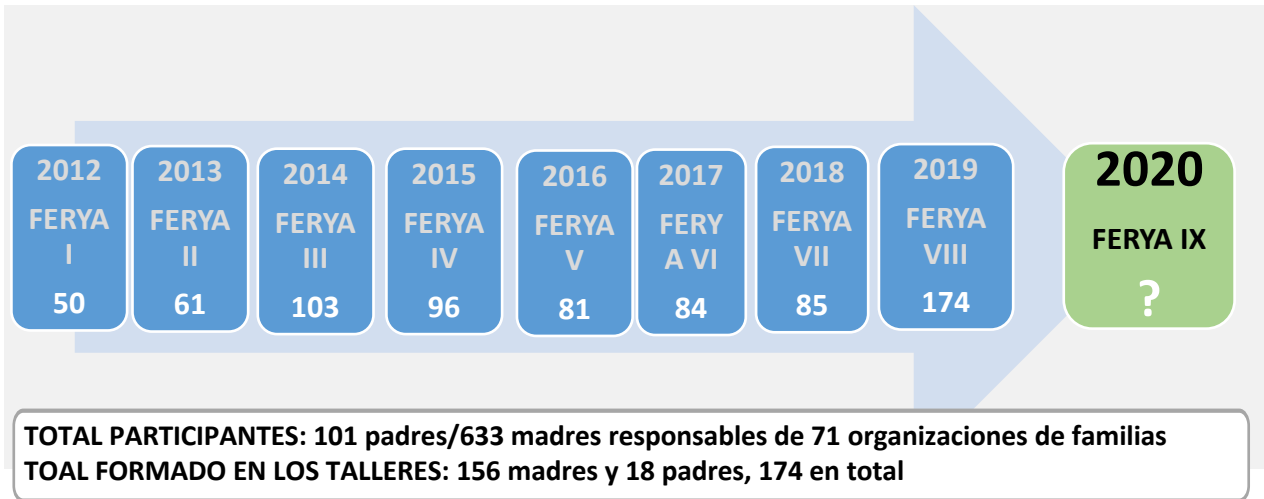 2012
FERYA
I
50
2013
FERYA
II
61
2014
FERYA
III
103
2015
FERYA
IV
96
2016
FERYA
V
81
2017
FERY
A VI
84
2018
FERYA
VII
85
2019
FERYA
VIII
174
2020
FERYA IX
?
TOTAL PARTICIPANTES: 101 padres/633 madres responsables de 71 organizaciones de familias
TOAL FORMADO EN LOS TALLERES: 156 madres y 18 padres, 174 en total